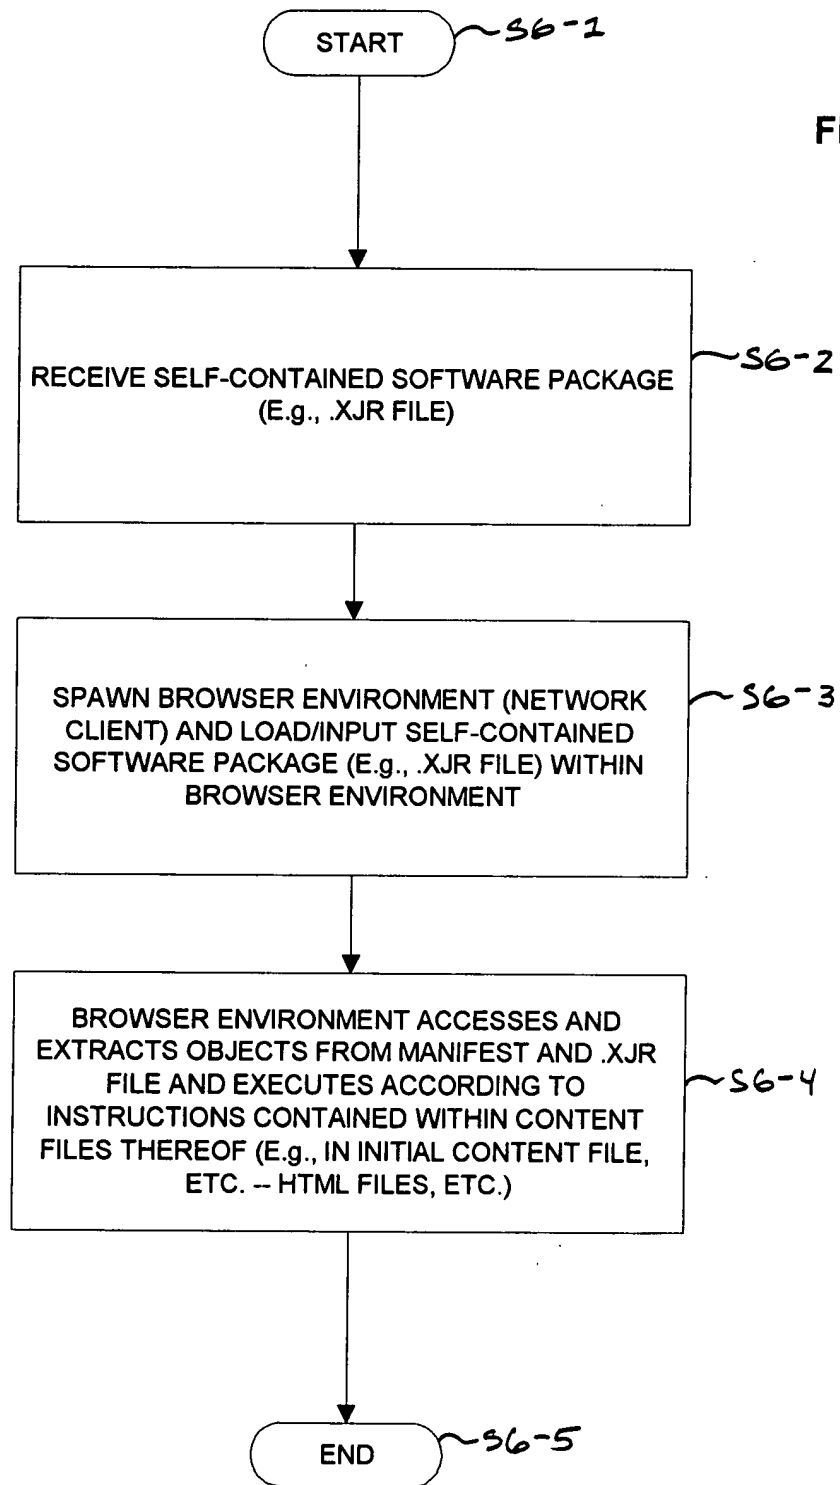 START
S6-1
RECEIVE SELF-CONTAINED SOFTWARE PACKAGE
(E.g., .XJR FILE)
S6-2
SPAWN BROWSER ENVIRONMENT (NETWORK
CLIENT) AND LOAD/INPUT SELF-CONTAINED
SOFTWARE PACKAGE (E.g., .XJR FILE) WITHIN
BROWSER ENVIRONMENT
S6-3
BROWSER ENVIRONMENT ACCESSES AND
EXTRACTS OBJECTS FROM MANIFEST AND .XJR
FILE AND EXECUTES ACCORDING TO
INSTRUCTIONS CONTAINED WITHIN CONTENT
FILES THEREOF (E.g., IN INITIAL CONTENT FILE,
ETC. -- HTML FILES, ETC.)
S6-4
END
S6-5